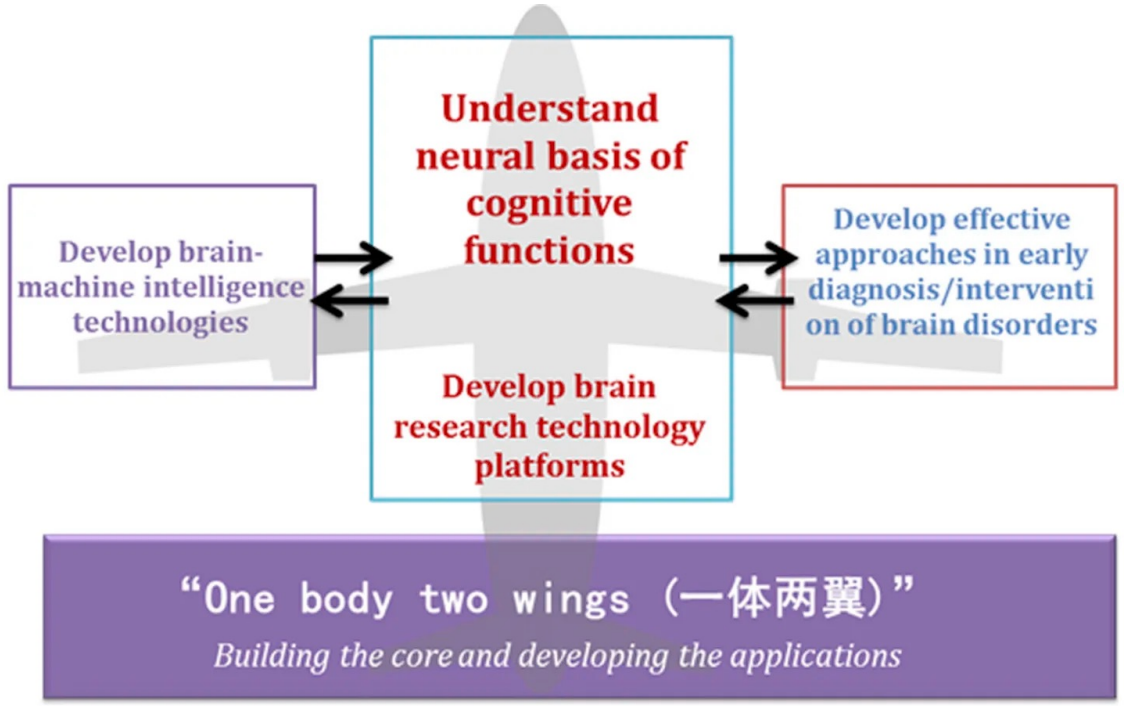 Understand
neural basis of
cognitive
functions
Develop brain
research technology
platforms
Develop brain-
machine intelligence
technologies
Develop effective
approaches in early
diagnosis/interventi
on of brain disorders
“One body two wings (一体两翼)”
Building the core and developing the applications